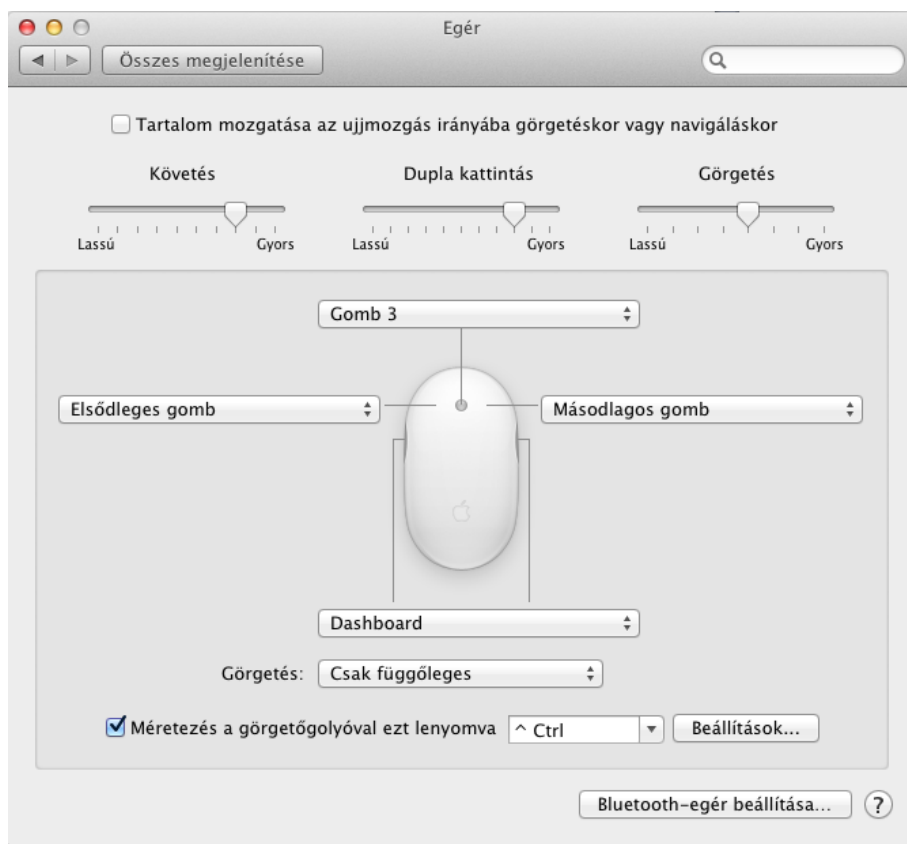 Egér
Összes megjelenítése
Tartalom mozgatása az ujjmozgás irányába görgetéskor vagy navigáláskor
Követés Dupla kattintás Görgetés
Lassú Gyors Lassú Gyors Lassú Gyors
Gomb 3
Elsődleges gomb Másodlagos gomb
Dashboard
Görgetés: Csak függőleges
Méretezés a görgetőgolyóval ezt lenyomva ^ Ctrl Beállítások...
Bluetooth-egér beállítása... ?